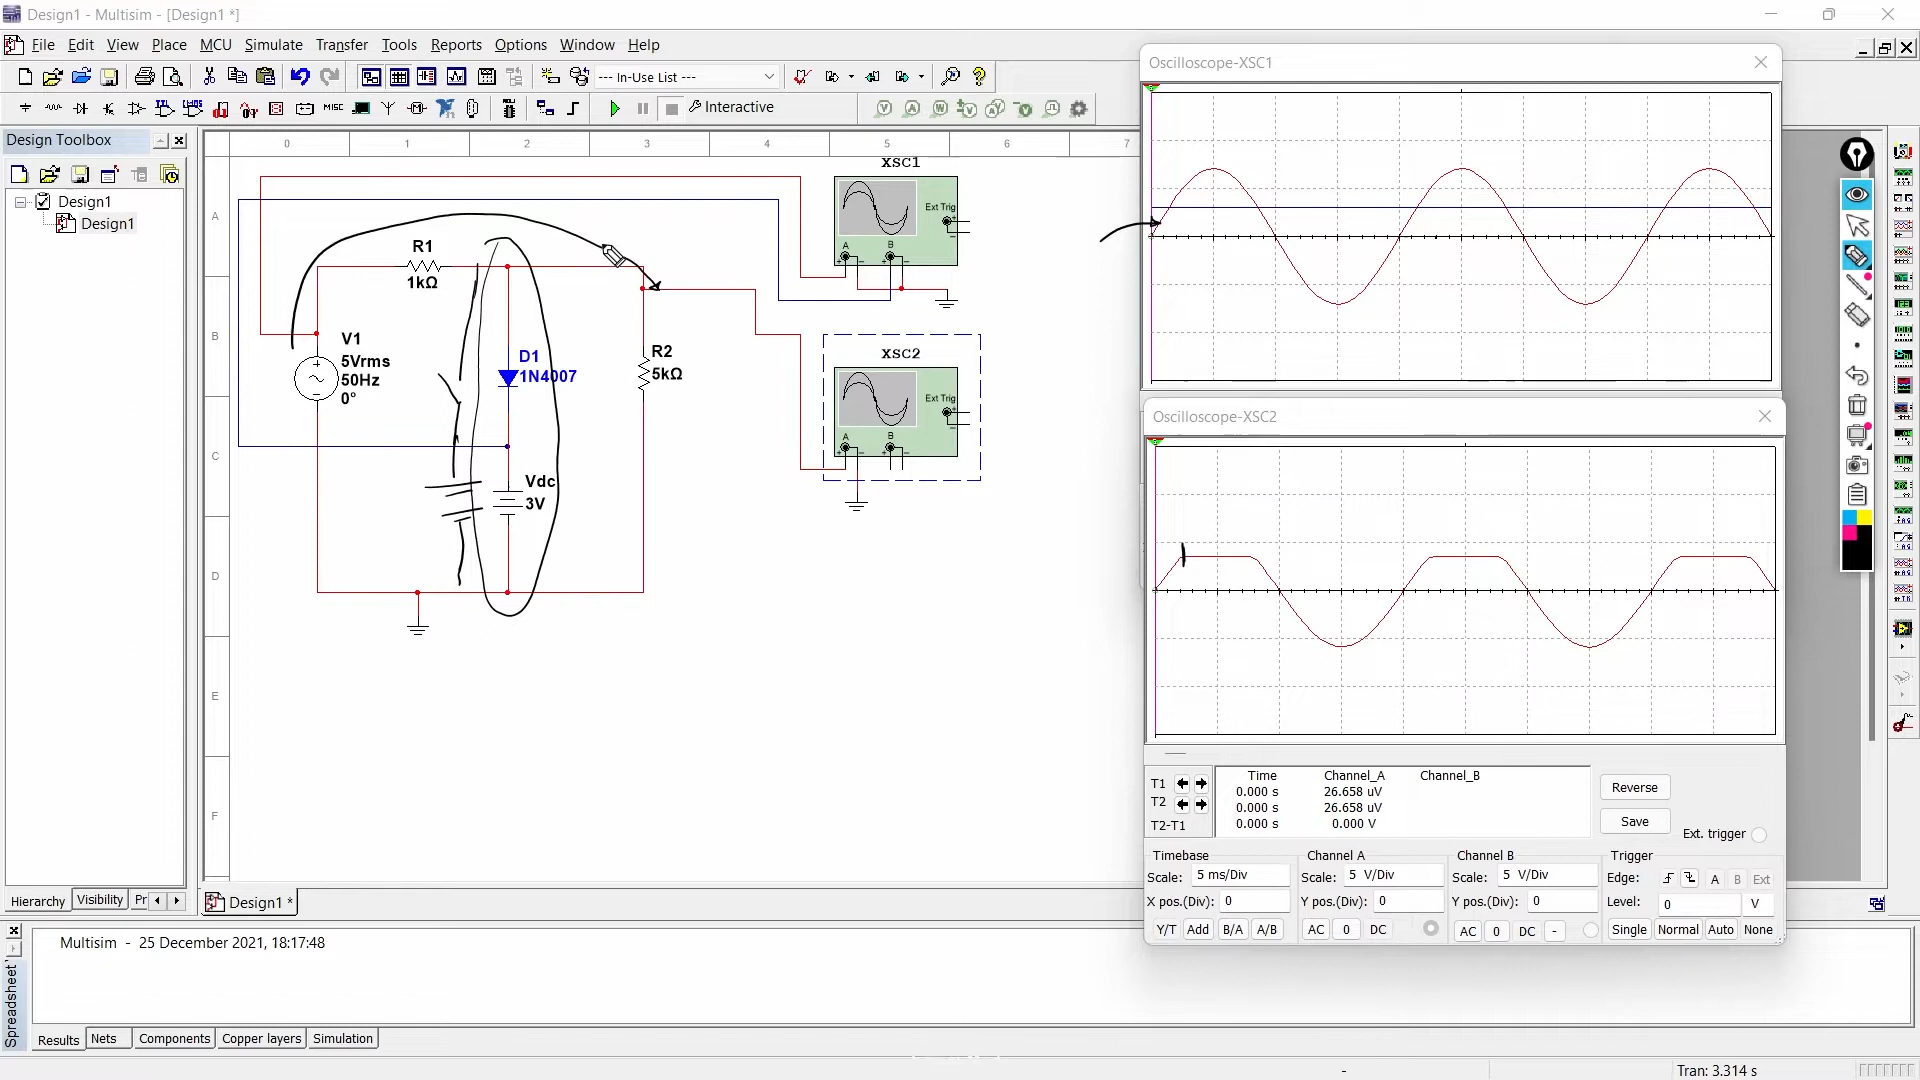 Design1 - Multisim - [Design1 *]
File Edit View Place MCU Simulate Transfer Tools Reports Options Window Help
--- In-Use List ---
MISC
Interactive
Design Toolbox
Design1
Design1
Hierarchy Visibility Pr
0 1 2 3 4 5 6 7
A
B
C
D
E
F
XSC1
Ext Trig
A B
R1
1kΩ
V1
5Vrms
50Hz
0°
D1
1N4007
R2
5kΩ
Vdc
3V
XSC2
Ext Trig
A B
Design1 *
Oscilloscope-XSC1
Oscilloscope-XSC2
T1
T2
T2-T1
Time Channel_A Channel_B
0.000 s 26.658 uV
0.000 s 26.658 uV
0.000 s 0.000 V
Reverse
Save
Ext. trigger
Timebase
Scale: 5 ms/Div
X pos.(Div): 0
Y/T Add B/A A/B
Channel A
Scale: 5 V/Div
Y pos.(Div): 0
AC 0 DC
Channel B
Scale: 5 V/Div
Y pos.(Div): 0
AC 0 DC -
Trigger
Edge: A B Ext
Level: 0 V
Single Normal Auto None
Spreadsheet
Multisim - 25 December 2021, 18:17:48
Results Nets Components Copper layers Simulation
- Tran: 3.314 s